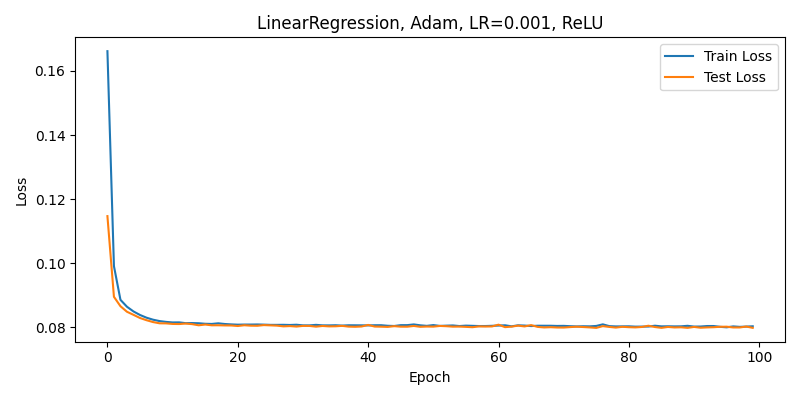 LinearRegression, Adam, LR=0.001, ReLU
Train Loss
Test Loss
0.16
0.14
0.12
0.10
0.08
Loss
0 20 40 60 80 100
Epoch